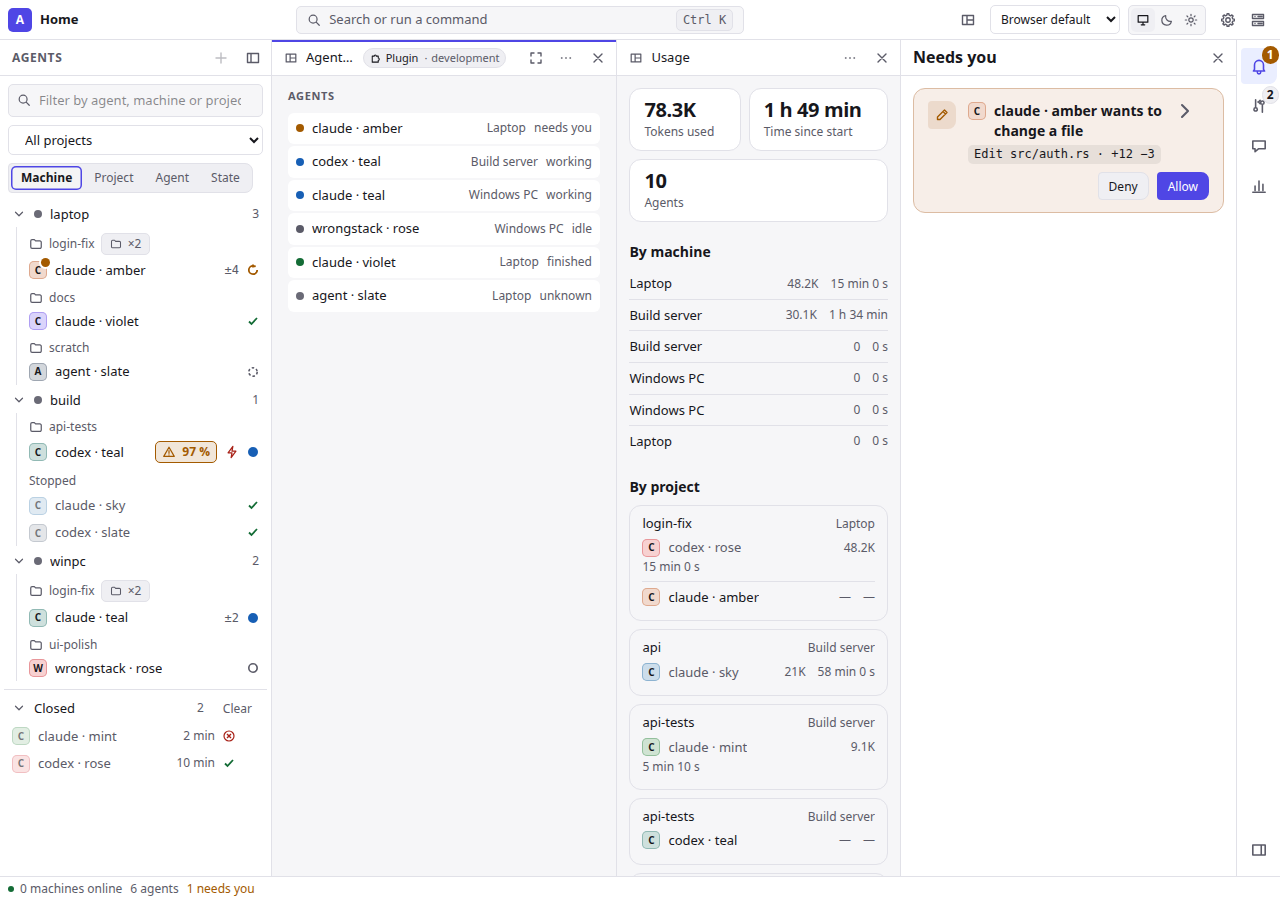 A Home
Search or run a command Ctrl K
Browser default
AGENTS
Filter by agent, machine or projec
All projects
Machine Project Agent State
laptop 3
login-fix ×2
C claude · amber ±4
docs
C claude · violet
scratch
A agent · slate
build 1
api-tests
C codex · teal 97 %
Stopped
C claude · sky
C codex · slate
winpc 2
login-fix ×2
C claude · teal ±2
ui-polish
W wrongstack · rose
Closed 2 Clear
C claude · mint 2 min
C codex · rose 10 min
Agent... Plugin · development
AGENTS
claude · amber Laptop needs you
codex · teal Build server working
claude · teal Windows PC working
wrongstack · rose Windows PC idle
claude · violet Laptop finished
agent · slate Laptop unknown
Usage
78.3K
Tokens used
1 h 49 min
Time since start
10
Agents
By machine
Laptop 48.2K 15 min 0 s
Build server 30.1K 1 h 34 min
Build server 0 0 s
Windows PC 0 0 s
Windows PC 0 0 s
Laptop 0 0 s
By project
login-fix Laptop
C codex · rose 48.2K
15 min 0 s
C claude · amber — —
api Build server
C claude · sky 21K 58 min 0 s
api-tests Build server
C claude · mint 9.1K
5 min 10 s
api-tests Build server
C codex · teal — —
Needs you
C claude · amber wants to
change a file
Edit src/auth.rs · +12 −3
Deny Allow
1
2
0 machines online 6 agents 1 needs you